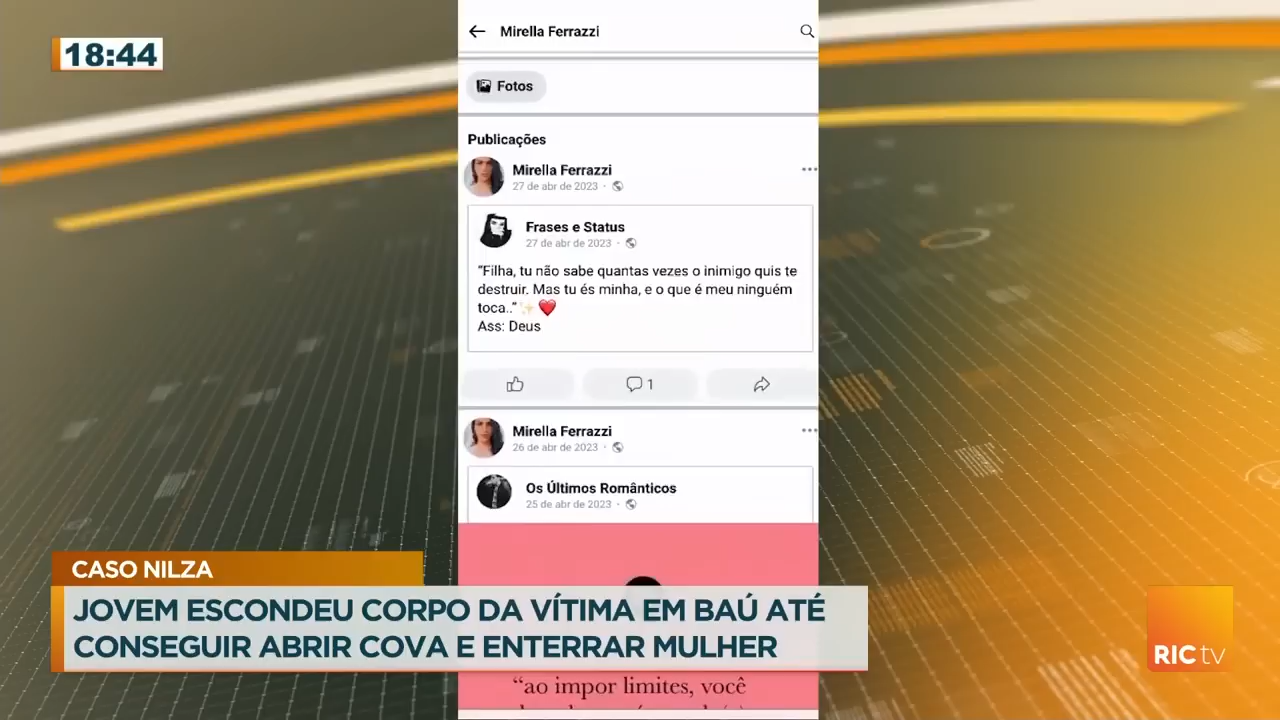 18:44
Mirella Ferrazzi
Fotos
Publicações
Mirella Ferrazzi
27 de abr de 2023 ·
Frases e Status
27 de abr de 2023 ·
"Filha, tu não sabe quantas vezes o inimigo quis te
destruir. Mas tu és minha, e o que é meu ninguém
toca.."✨❤️
Ass: Deus
1
Mirella Ferrazzi
26 de abr de 2023 ·
Os Últimos Românticos
25 de abr de 2023 ·
CASO NILZA
JOVEM ESCONDEU CORPO DA VÍTIMA EM BAÚ ATÉ
CONSEGUIR ABRIR COVA E ENTERRAR MULHER
RIC tv
“ao impor limites, você